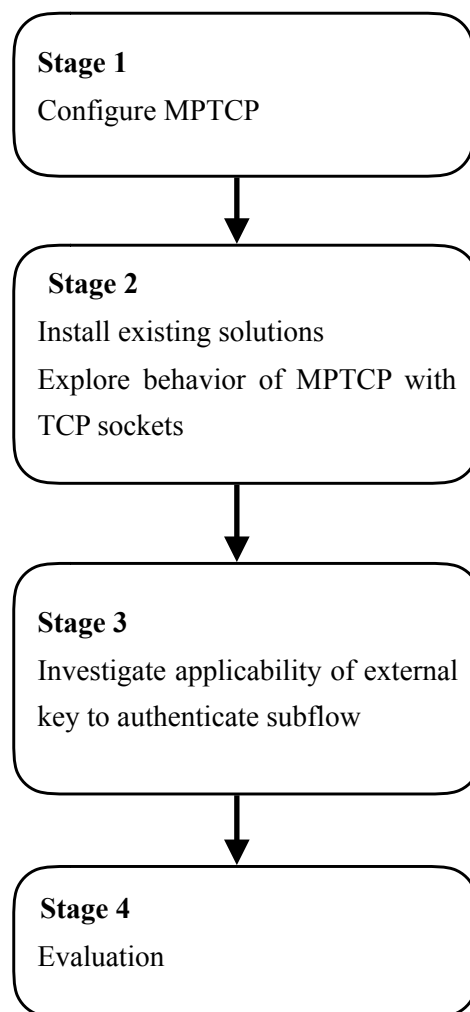 Stage 1
Configure MPTCP
Stage 2
Install existing solutions
Explore behavior of MPTCP with
TCP sockets
Stage 3
Investigate applicability of external
key to authenticate subflow
Stage 4
Evaluation